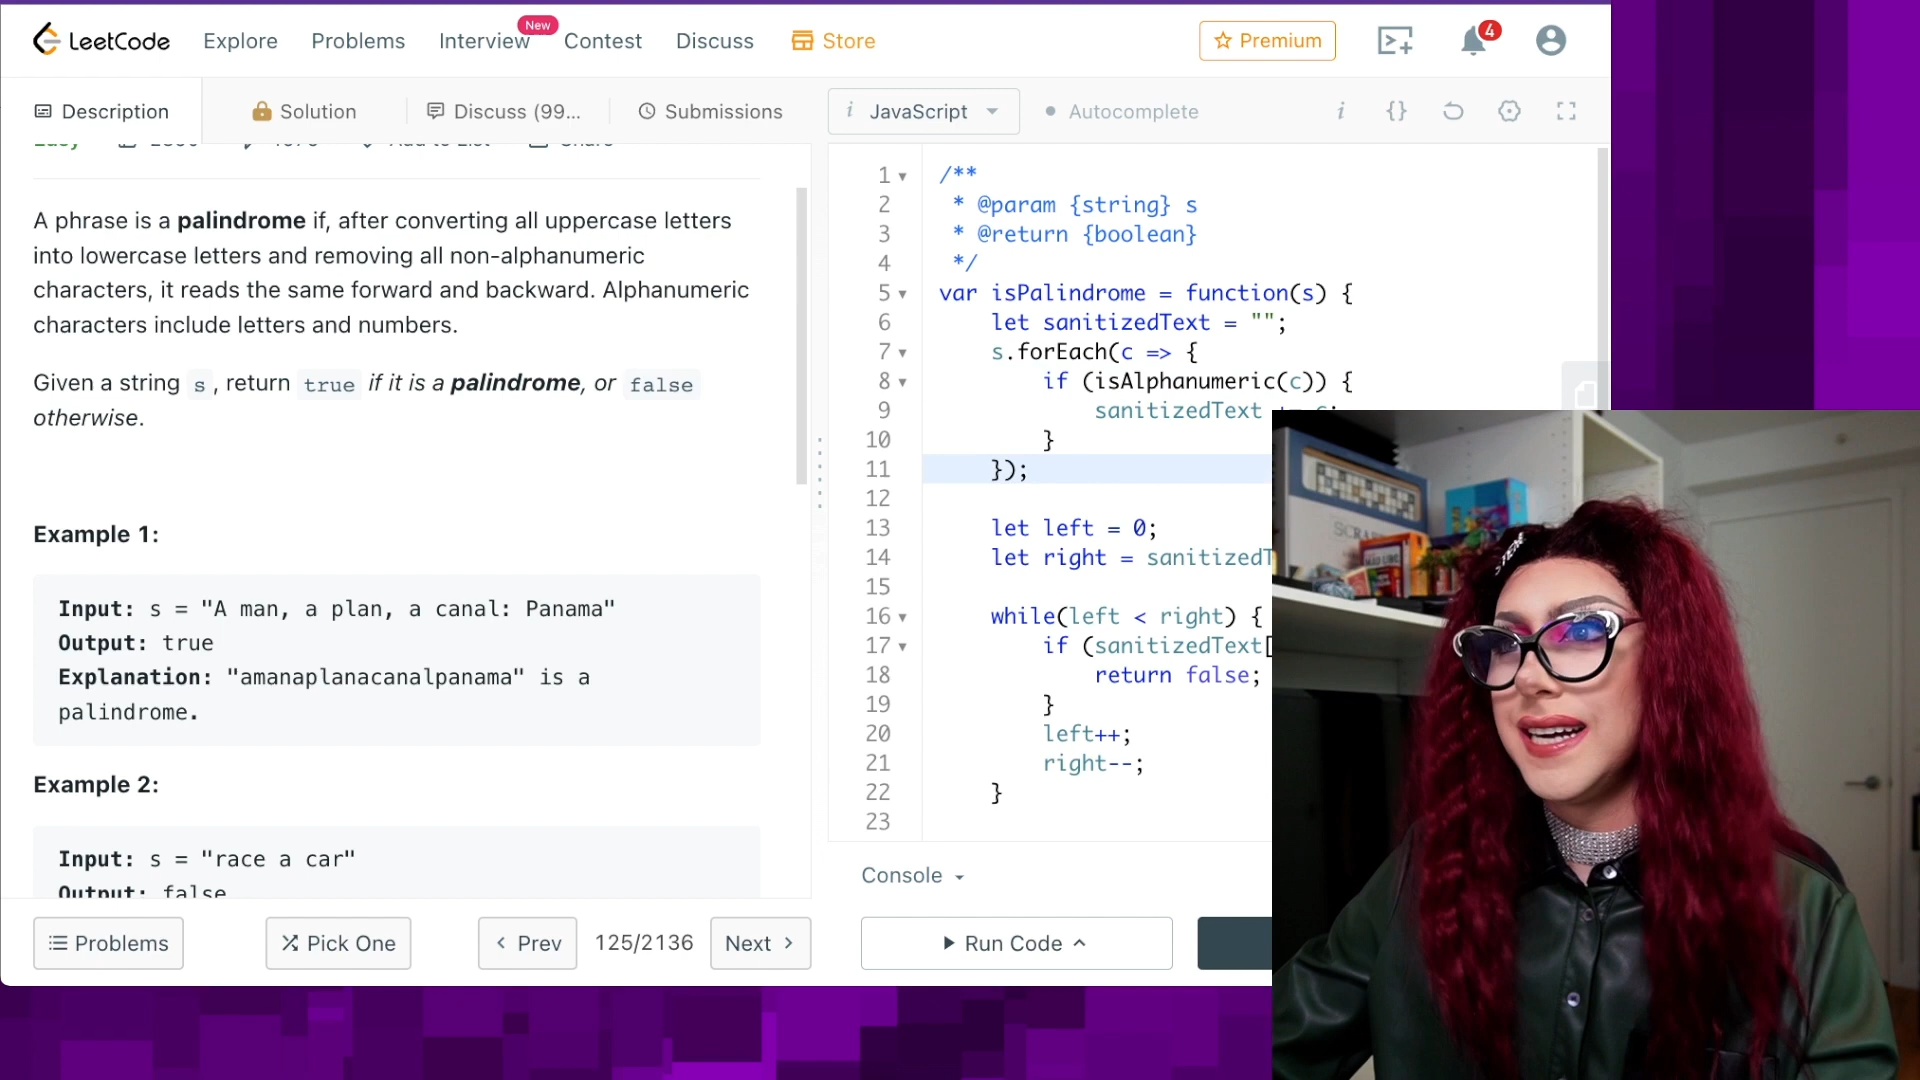 LeetCode Explore Problems Interview New Contest Discuss Store Premium 4
Description Solution Discuss (99... Submissions i JavaScript Autocomplete i {}
A phrase is a palindrome if, after converting all uppercase letters
into lowercase letters and removing all non-alphanumeric
characters, it reads the same forward and backward. Alphanumeric
characters include letters and numbers.
Given a string s, return true if it is a palindrome, or false
otherwise.
Example 1:
Input: s = "A man, a plan, a canal: Panama"
Output: true
Explanation: "amanaplanacanalpanama" is a
palindrome.
Example 2:
Input: s = "race a car"
Output: false
Problems Pick One Prev 125/2136 Next
1 /**
2 * @param {string} s
3 * @return {boolean}
4 */
5 var isPalindrome = function(s) {
6 let sanitizedText = "";
7 s.forEach(c => {
8 if (isAlphanumeric(c)) {
9 sanitizedText += c;
10 }
11 });
12
13 let left = 0;
14 let right = sanitizedT
15
16 while(left < right) {
17 if (sanitizedText[
18 return false;
19 }
20 left++;
21 right--;
22 }
23
Console
Run Code